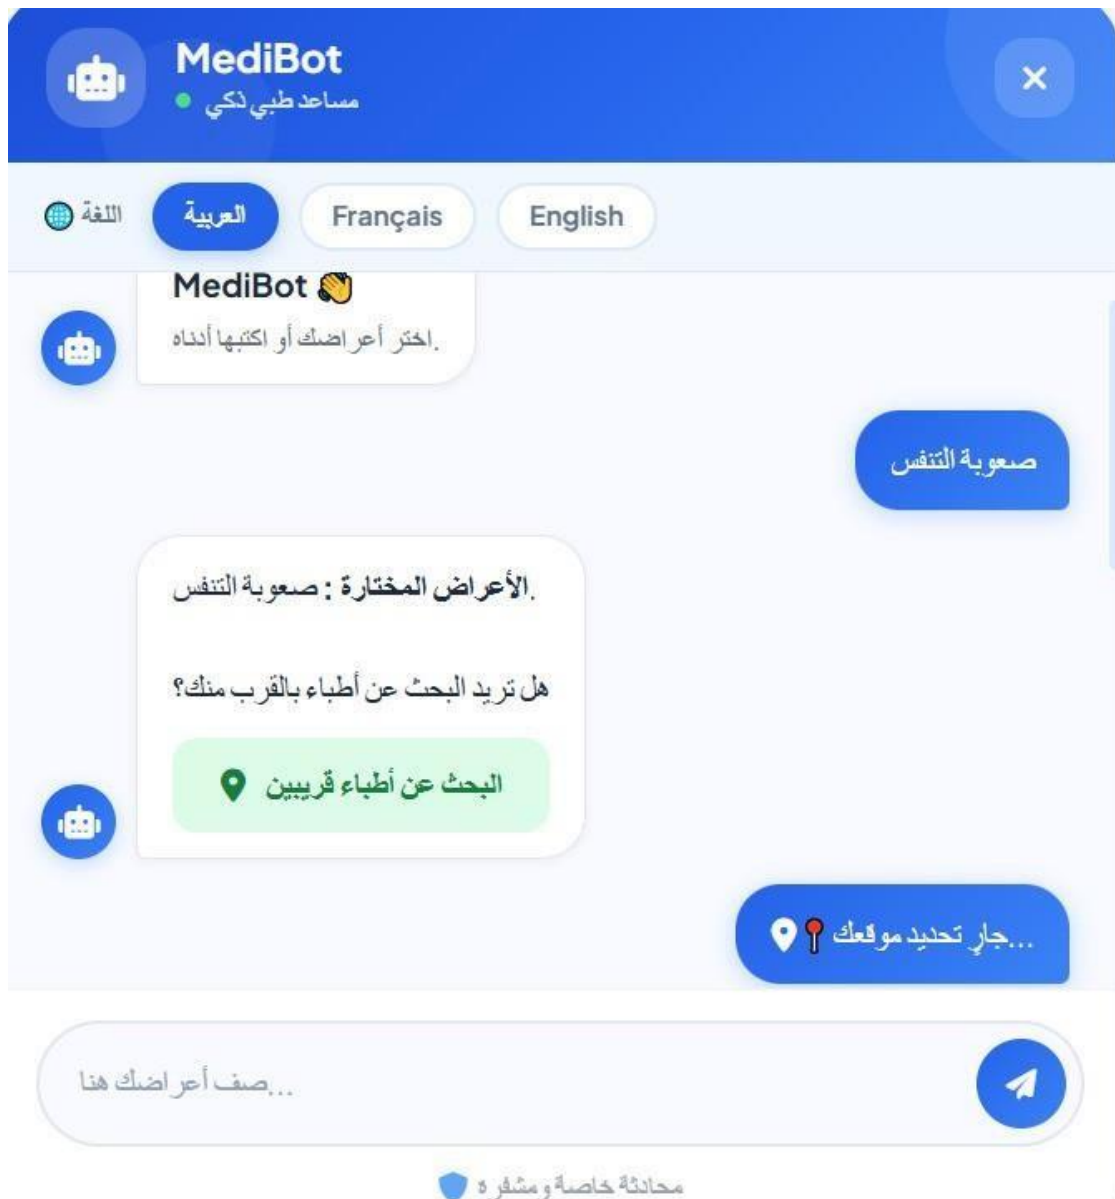 MediBot
مساعد طبي ذكي
اللغة
العربية
Français
English
MediBot 👋
اختر أعراضك أو اكتبها أدناه.
صعوبة التنفس
الأعراض المختارة : صعوبة التنفس.
هل تريد البحث عن أطباء بالقرب منك؟
البحث عن أطباء قريبين
جارٍ تحديد موقعك...
صف أعراضك هنا...
محادثة خاصة ومشفرة